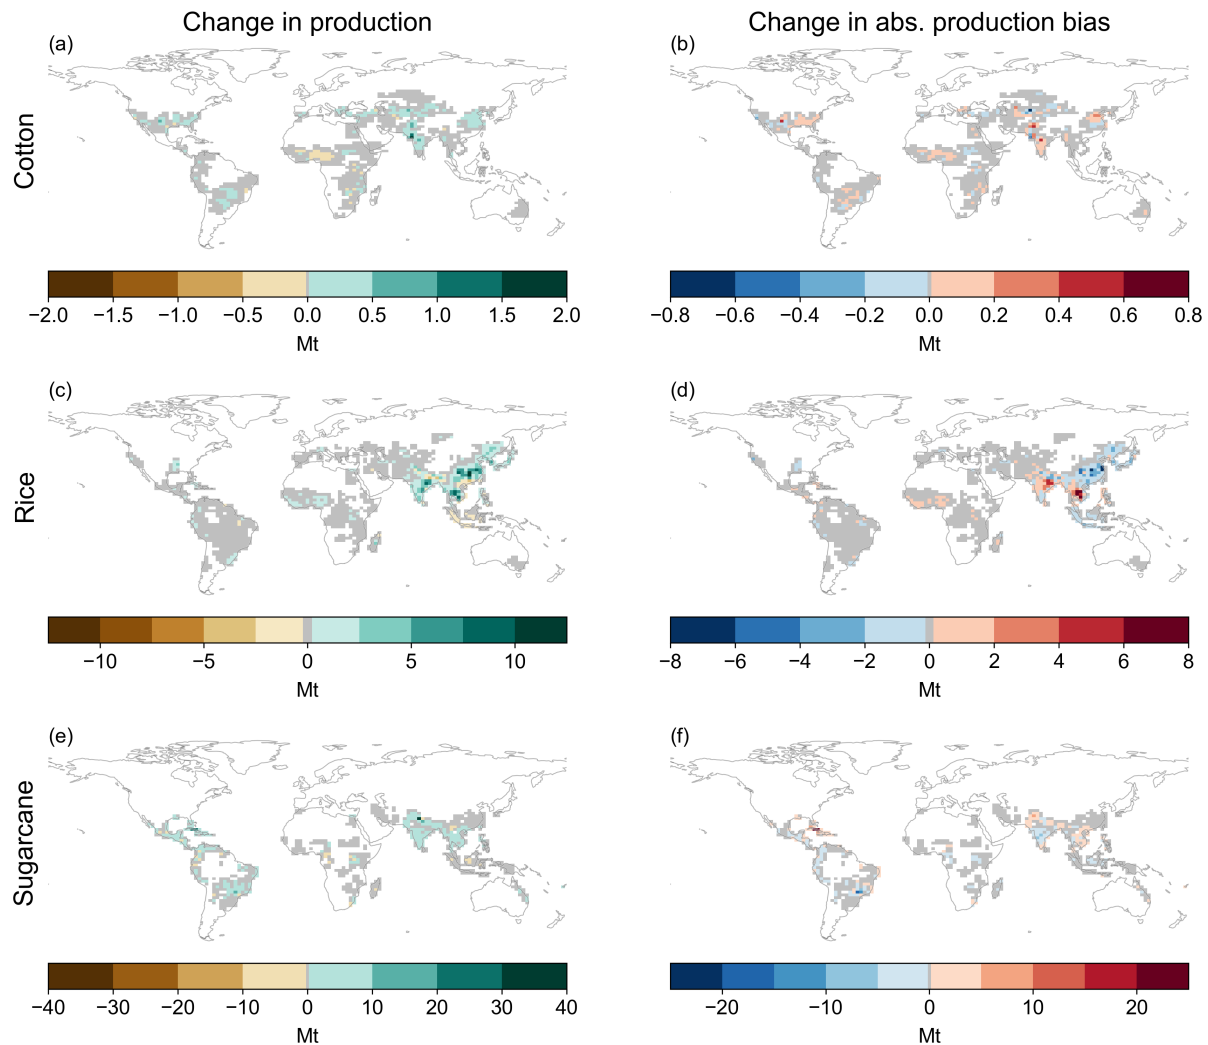 Change in production
Change in abs. production bias
(a)
(b)
Cotton
−2.0 −1.5 −1.0 −0.5 0.0 0.5 1.0 1.5 2.0
Mt
−0.8 −0.6 −0.4 −0.2 0.0 0.2 0.4 0.6 0.8
Mt
(c)
(d)
Rice
−10 −5 0 5 10
Mt
−8 −6 −4 −2 0 2 4 6 8
Mt
(e)
(f)
Sugarcane
−40 −30 −20 −10 0 10 20 30 40
Mt
−20 −10 0 10 20
Mt